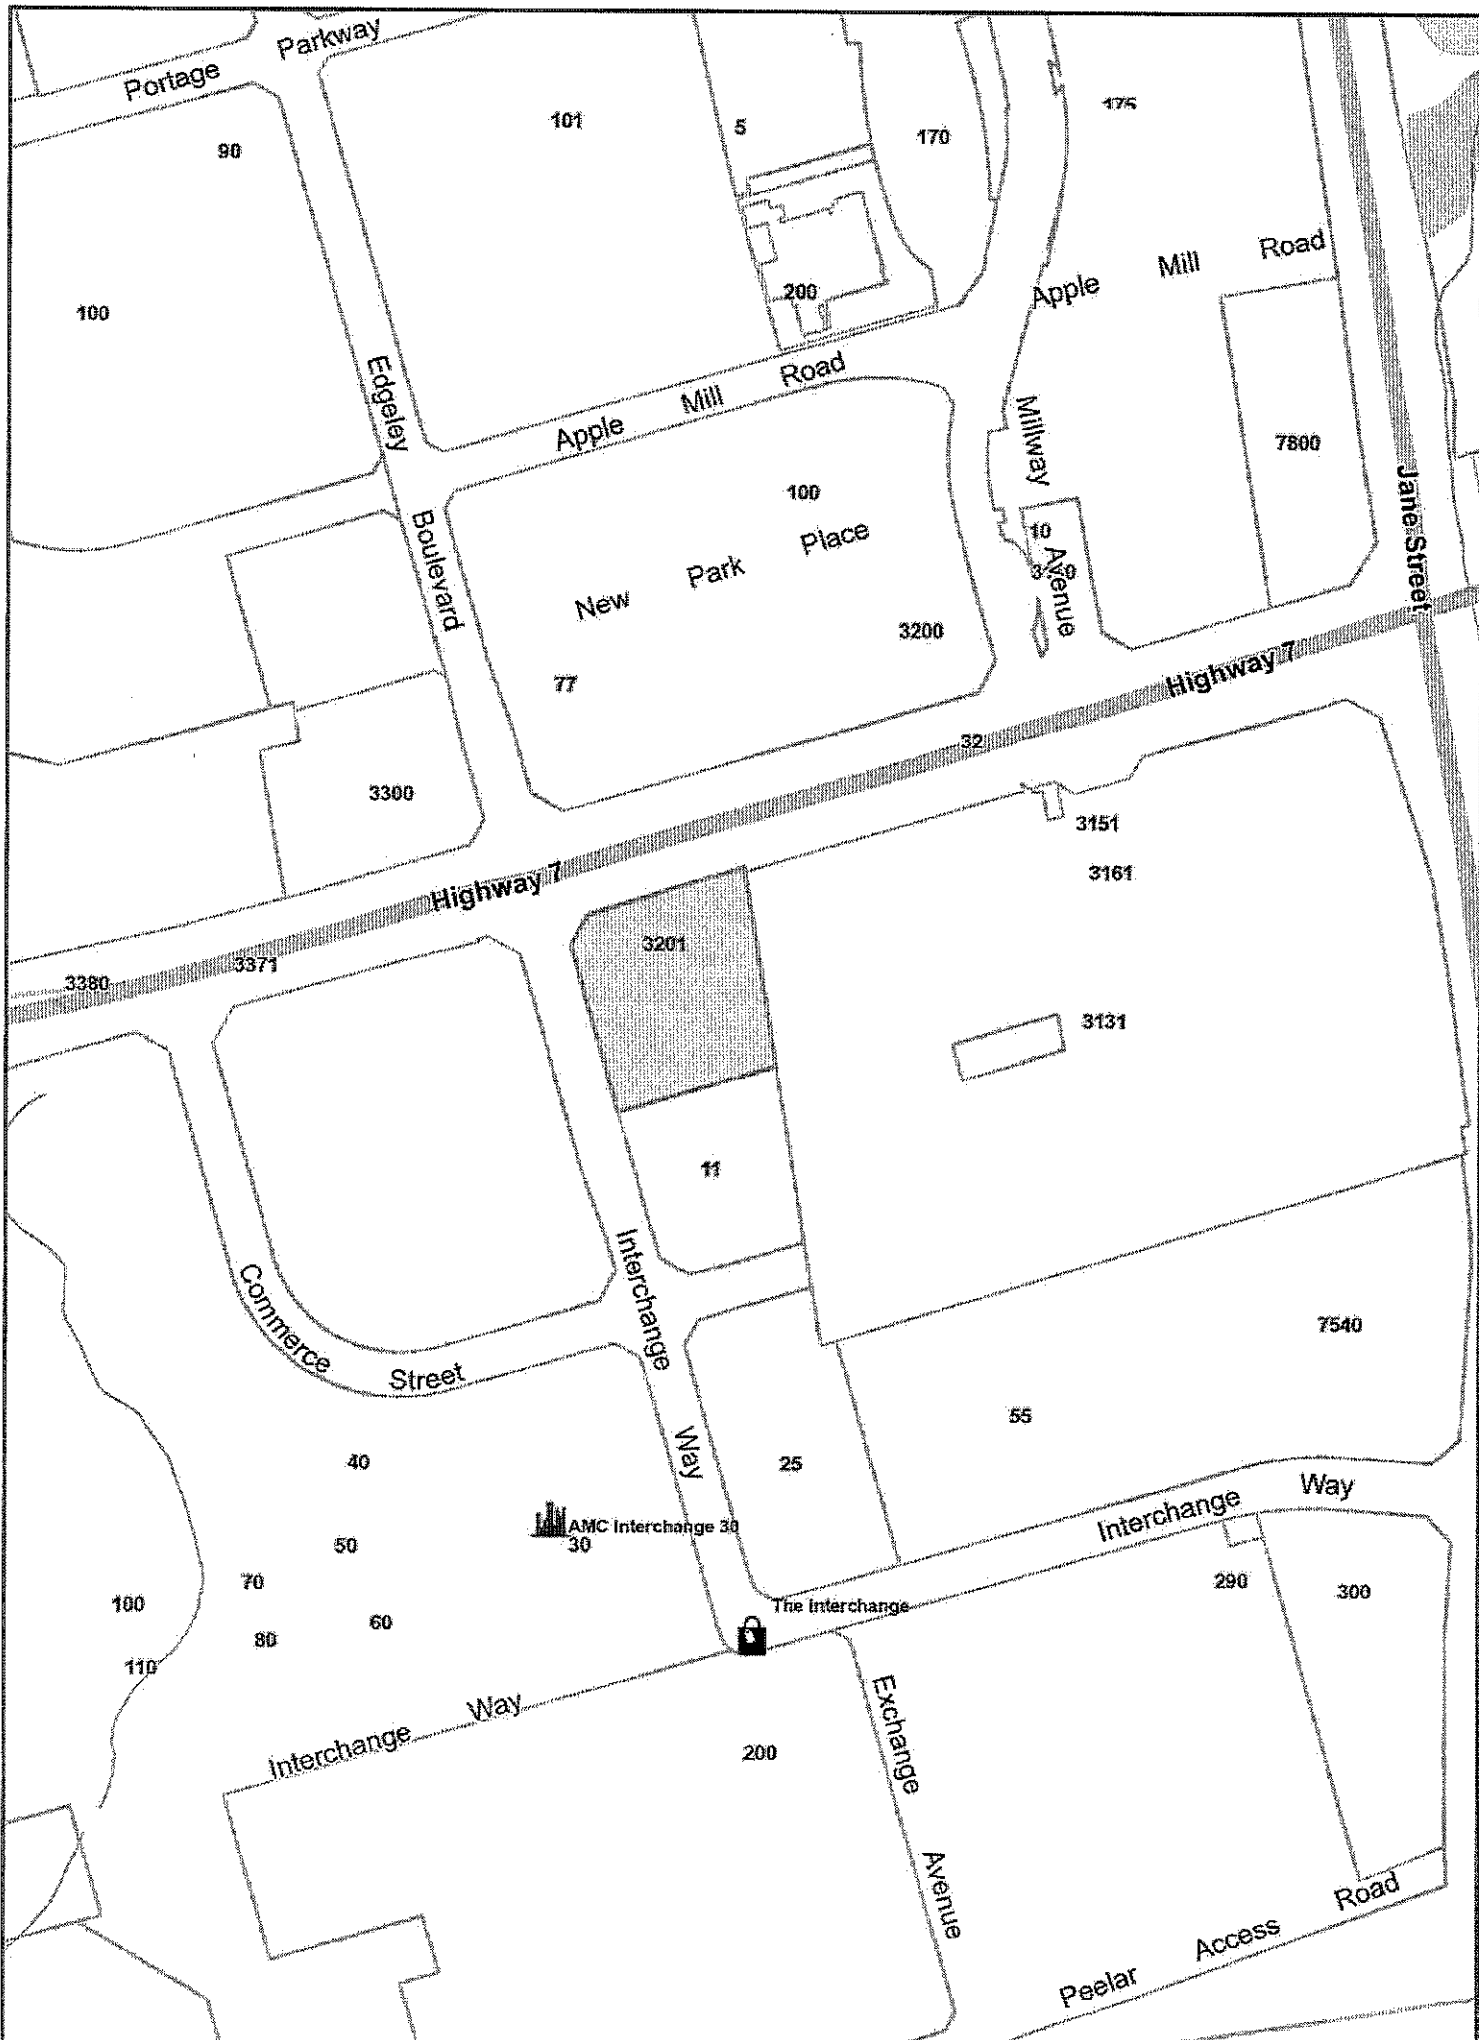 Portage Parkway
101
5
170
175
90
Apple Mill Road
200
100
Edgeley
Boulevard
Apple Mill Road
Millway
Avenue
7800
Jane Street
100
10
New Park Place
3200
77
Highway 7
32
3300
3151
3161
Highway 7
3201
3371
3380
3131
11
Interchange
Way
Commerce
Street
7540
55
40
25
Interchange Way
AMC Interchange 30
30
50
70
290
300
100
The Interchange
60
80
110
Interchange Way
200
Exchange
Avenue
Peelar Access Road